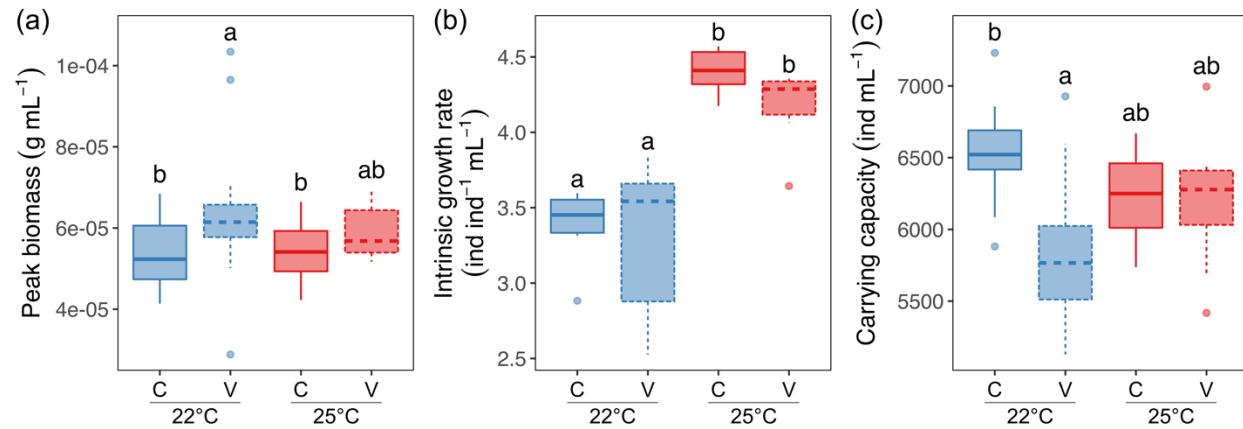 (a)
Peak biomass (g mL⁻¹)
1e-04
8e-05
6e-05
4e-05
b a b ab
C V C V
22°C 25°C
(b)
Intrinsic growth rate
(ind ind⁻¹ mL⁻¹)
4.5
4.0
3.5
3.0
2.5
a a b b
C V C V
22°C 25°C
(c)
Carrying capacity (ind mL⁻¹)
7000
6500
6000
5500
b a ab ab
C V C V
22°C 25°C